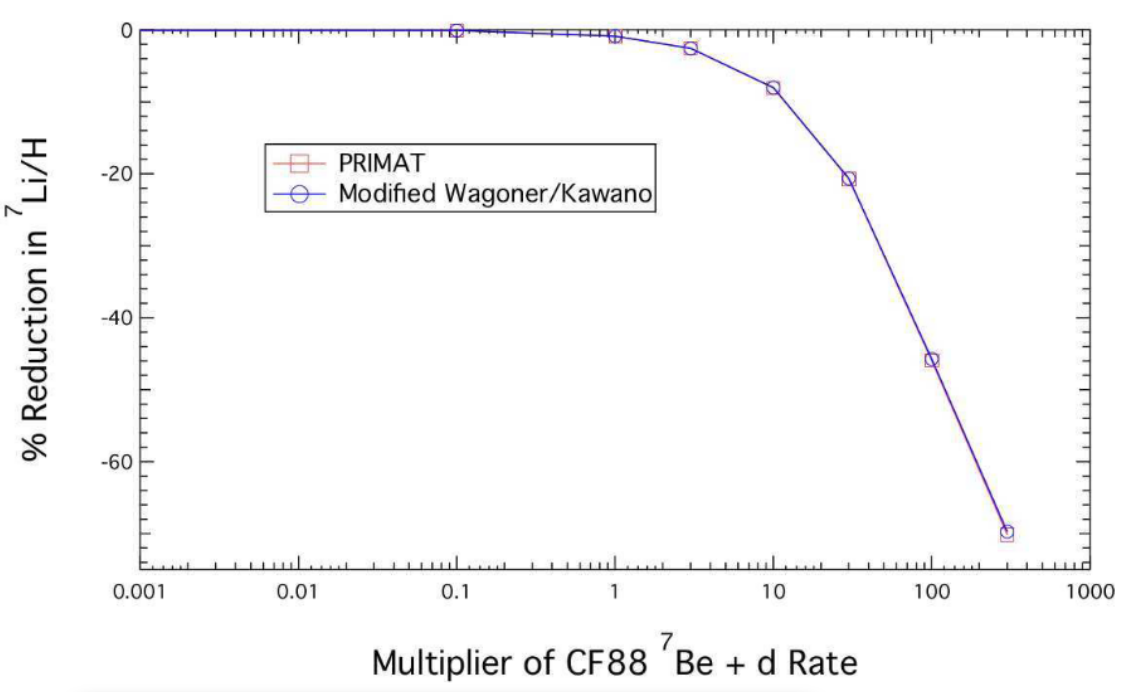 % Reduction in ⁷Li/H
0
-20
-40
-60
PRIMAT
Modified Wagoner/Kawano
0.001 0.01 0.1 1 10 100 1000
Multiplier of CF88 ⁷Be + d Rate